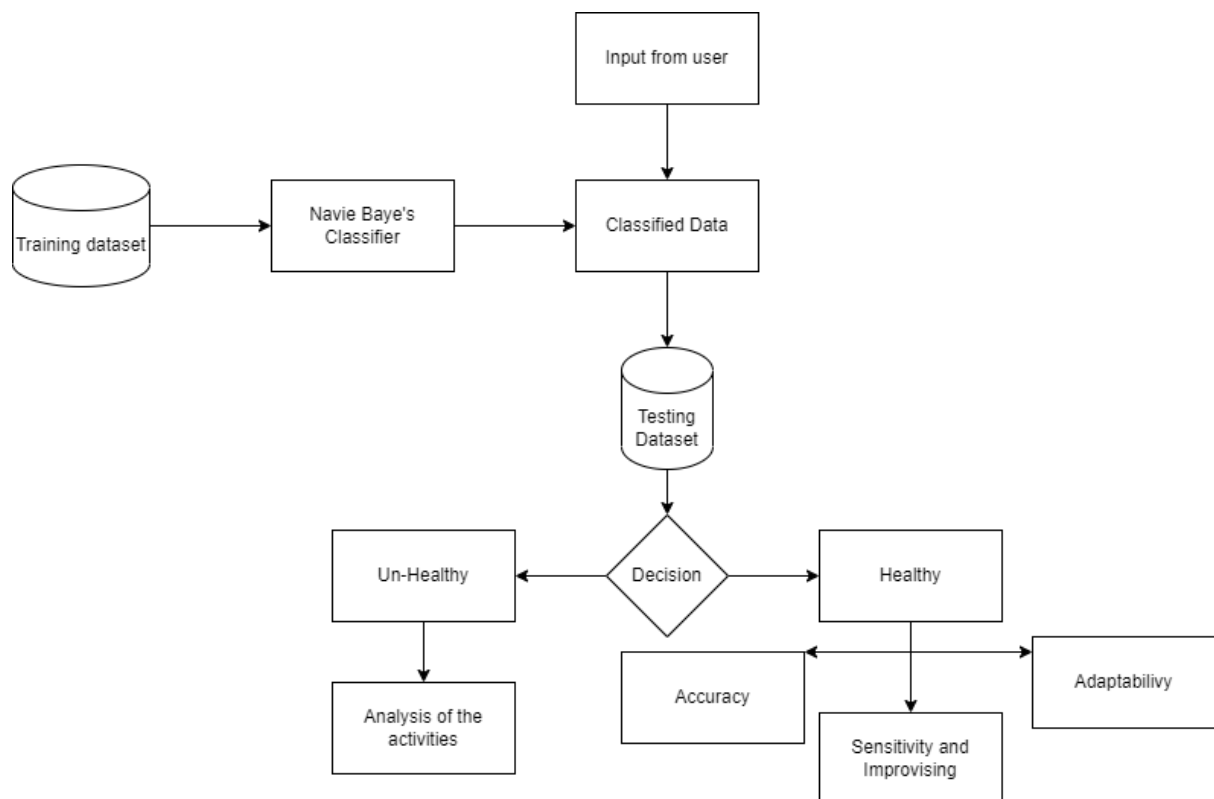 Input from user
Training dataset
Navie Baye's
Classifier
Classified Data
Testing
Dataset
Un-Healthy
Decision
Healthy
Analysis of the
activities
Accuracy
Sensitivity and
Improvising
Adaptabilivy